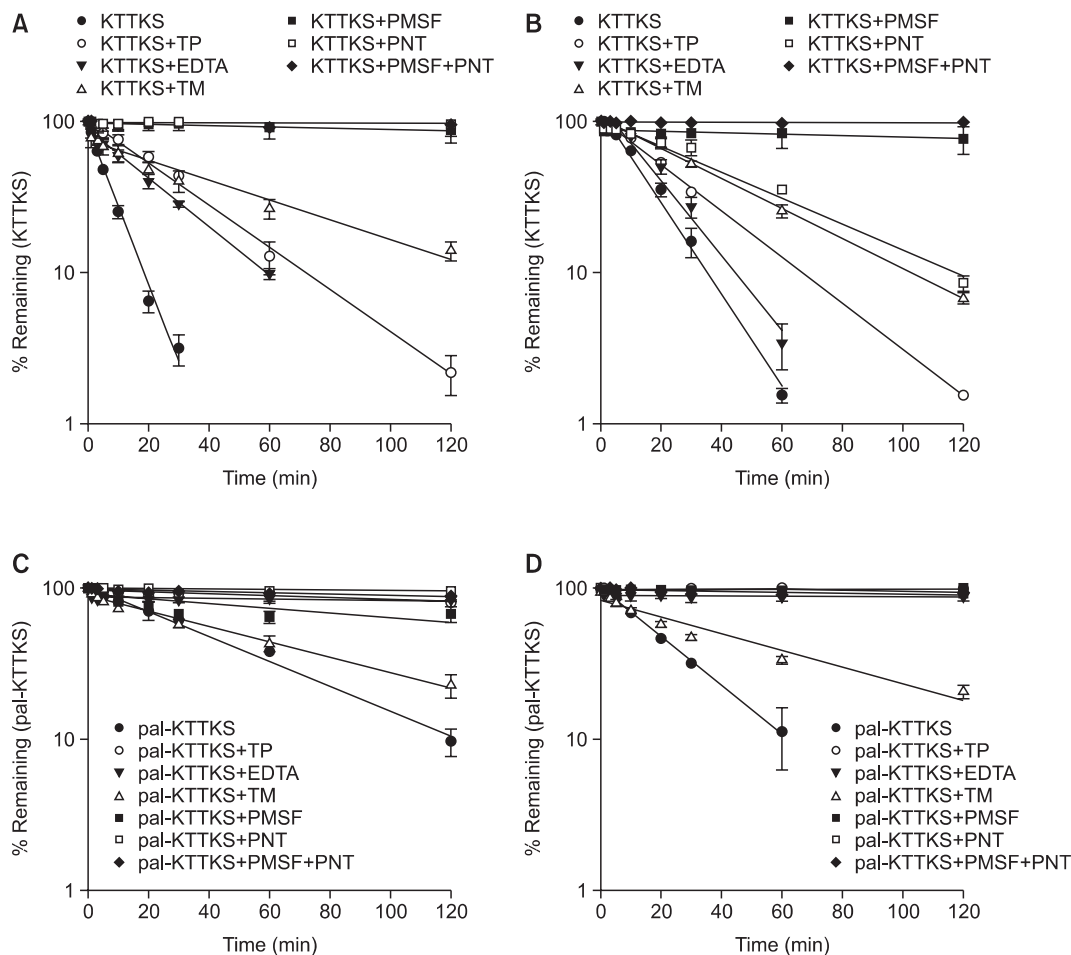 A
KTTKS
KTTKS+TP
KTTKS+EDTA
KTTKS+TM
KTTKS+PMSF
KTTKS+PNT
KTTKS+PMSF+PNT
% Remaining (KTTKS)
100
10
1
0 20 40 60 80 100 120
Time (min)
B
KTTKS
KTTKS+TP
KTTKS+EDTA
KTTKS+TM
KTTKS+PMSF
KTTKS+PNT
KTTKS+PMSF+PNT
% Remaining (KTTKS)
100
10
1
0 20 40 60 80 100 120
Time (min)
C
% Remaining (pal-KTTKS)
100
10
1
pal-KTTKS
pal-KTTKS+TP
pal-KTTKS+EDTA
pal-KTTKS+TM
pal-KTTKS+PMSF
pal-KTTKS+PNT
pal-KTTKS+PMSF+PNT
0 20 40 60 80 100 120
Time (min)
D
% Remaining (pal-KTTKS)
100
10
1
pal-KTTKS
pal-KTTKS+TP
pal-KTTKS+EDTA
pal-KTTKS+TM
pal-KTTKS+PMSF
pal-KTTKS+PNT
pal-KTTKS+PMSF+PNT
0 20 40 60 80 100 120
Time (min)